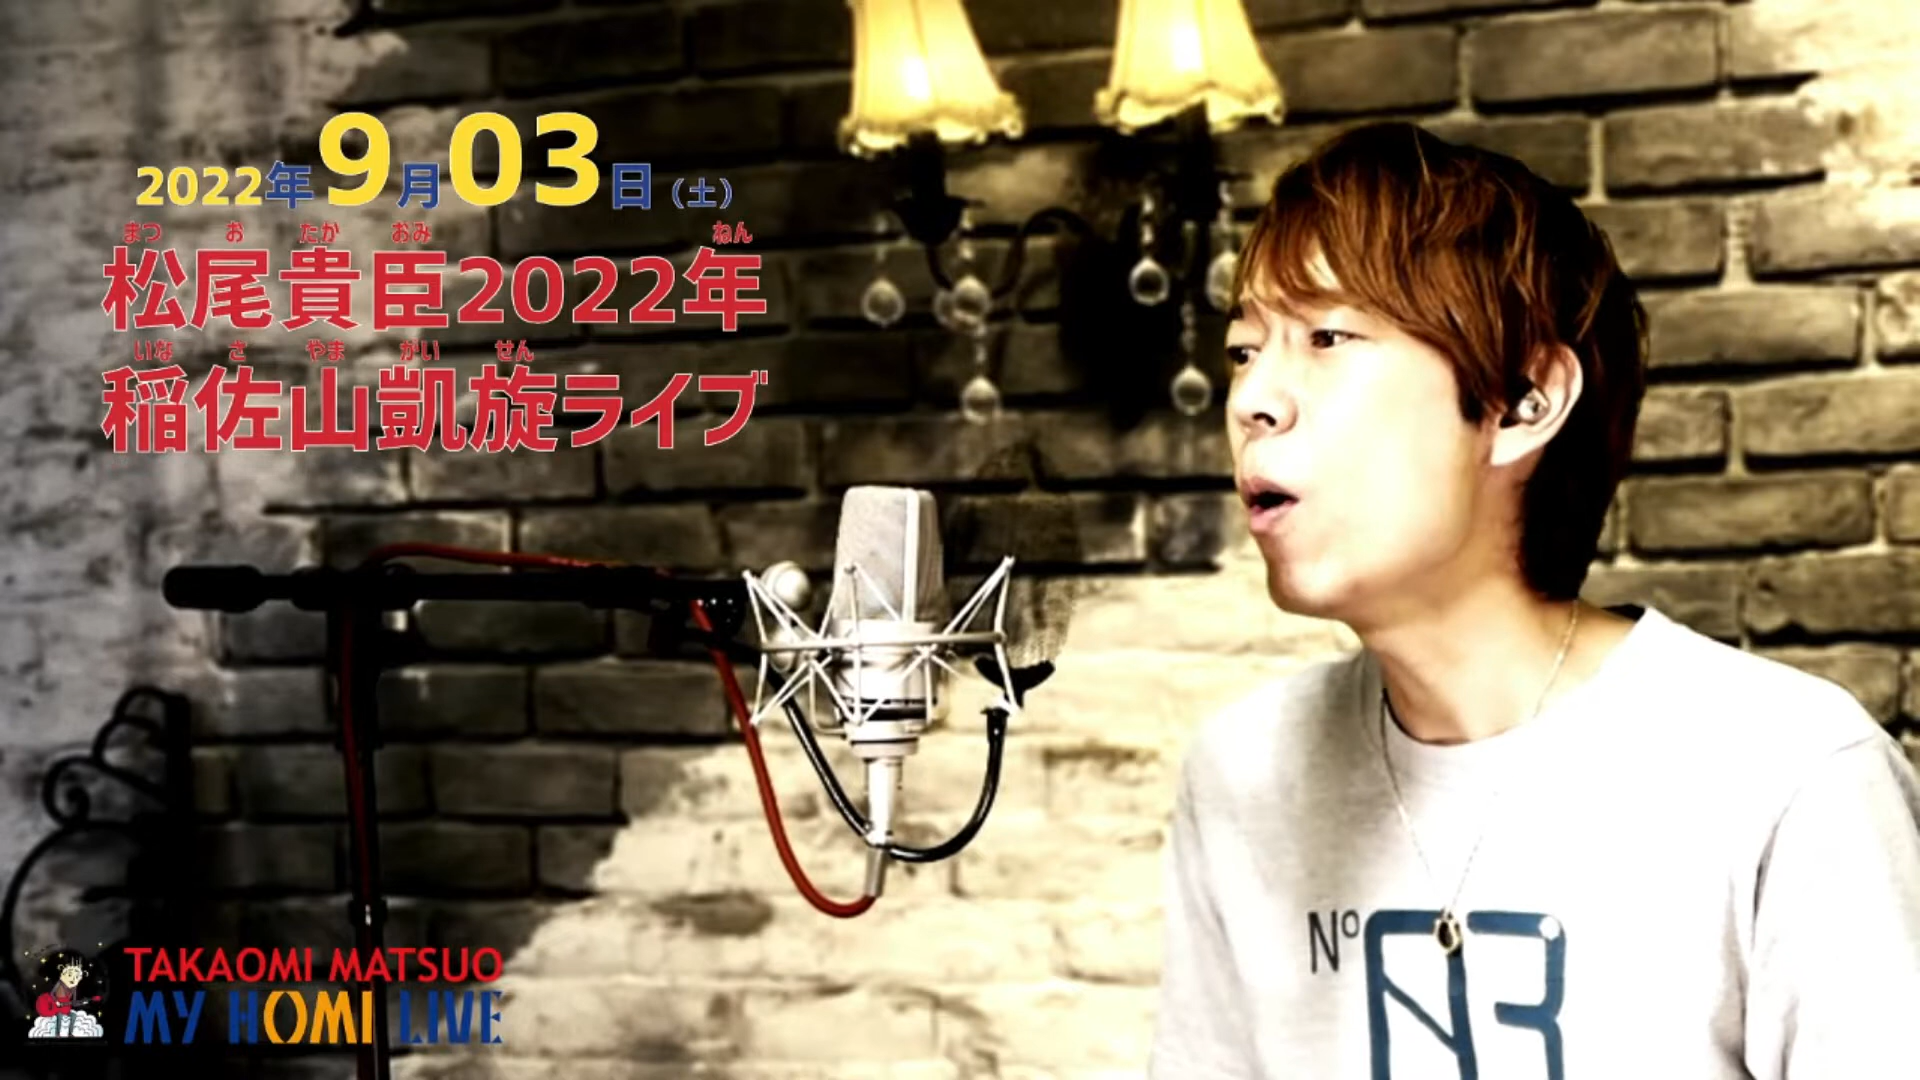 2022年9月03日（土）
まつ お たか おみ ねん
松尾貴臣2022年
いな さ やま がい せん
稲佐山凱旋ライブ
TAKAOMI MATSUO
MY HOMI LIVE
Nº